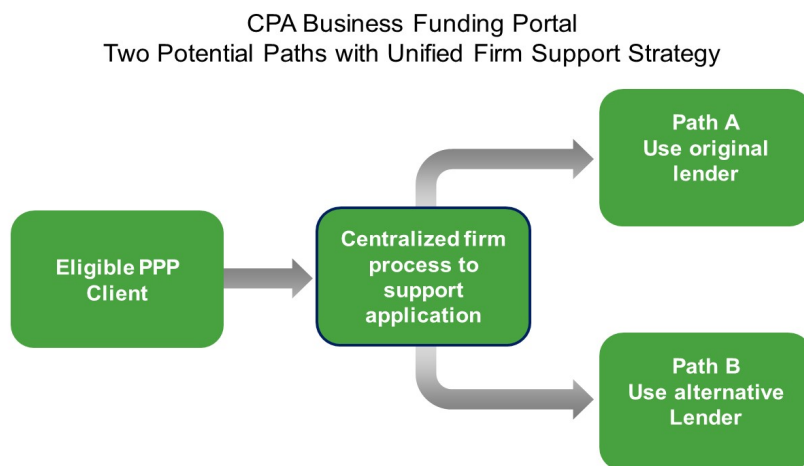 CPA Business Funding Portal
Two Potential Paths with Unified Firm Support Strategy
Path A
Use original
lender
Eligible PPP
Client
Centralized firm
process to
support
application
Path B
Use alternative
Lender